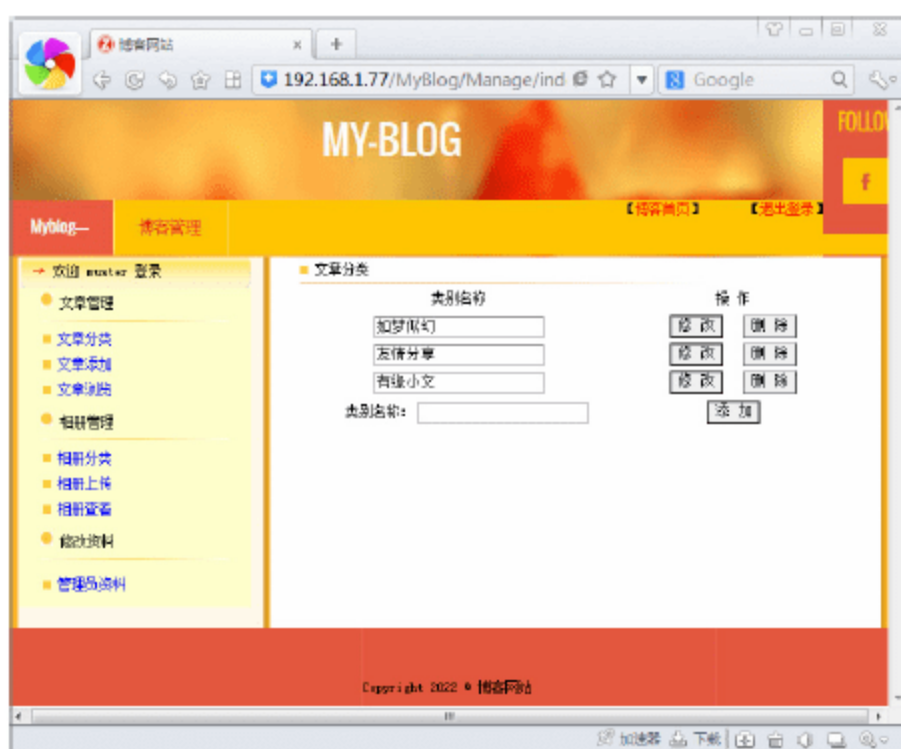 博客网站
192.168.1.77/MyBlog/Manage/ind
Google
MY-BLOG
FOLLOW
f
【博客首页】 【退出登录】
Myblog— 博客管理
欢迎 muster 登录
文章管理
文章分类
文章添加
文章浏览
相册管理
相册分类
相册上传
相册查看
修改资料
管理员资料
文章分类
类别名称 操 作
如梦似幻 修 改 删 除
友情分享 修 改 删 除
有缘小文 修 改 删 除
类别名称: 添 加
Copyright 2022 © 博客网站
加速器 下载